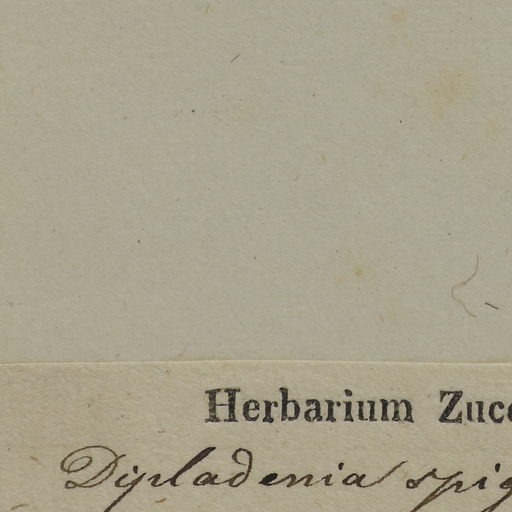 Herbarium Zucc
Dipladenia spig